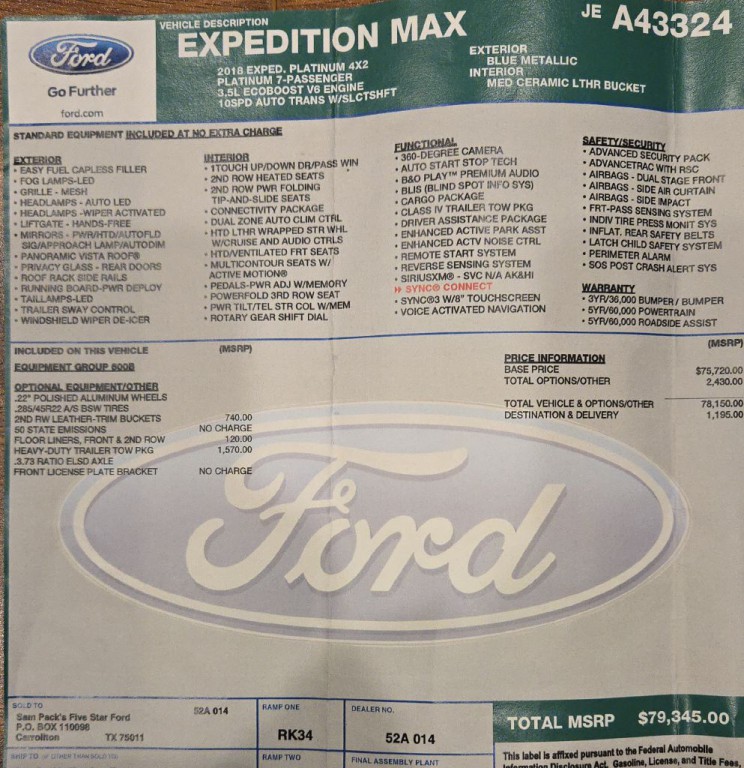 Ford
Go Further
ford.com
VEHICLE DESCRIPTION
EXPEDITION MAX
2018 EXPED. PLATINUM 4X2
PLATINUM 7-PASSENGER
3.5L ECOBOOST V6 ENGINE
10SPD AUTO TRANS W/SLCTSHFT
EXTERIOR
BLUE METALLIC
INTERIOR
MED CERAMIC LTHR BUCKET
JE A43324
STANDARD EQUIPMENT INCLUDED AT NO EXTRA CHARGE
EXTERIOR
• EASY FUEL CAPLESS FILLER
• FOG LAMPS-LED
• GRILLE - MESH
• HEADLAMPS - AUTO LED
• HEADLAMPS -WIPER ACTIVATED
• LIFTGATE - HANDS-FREE
• MIRRORS - PWR/HTD/AUTOFLD
SIG/APPROACH LAMP/AUTODIM
• PANORAMIC VISTA ROOF®
• PRIVACY GLASS - REAR DOORS
• ROOF RACK SIDE RAILS
• RUNNING BOARD-PWR DEPLOY
• TAILLAMPS-LED
• TRAILER SWAY CONTROL
• WINDSHIELD WIPER DE-ICER
INTERIOR
• 1TOUCH UP/DOWN DR/PASS WIN
• 2ND ROW HEATED SEATS
• 2ND ROW PWR FOLDING
TIP-AND-SLIDE SEATS
• CONNECTIVITY PACKAGE
• DUAL ZONE AUTO CLIM CTRL
• HTD LTHR WRAPPED STR WHL
W/CRUISE AND AUDIO CTRLS
• HTD/VENTILATED FRT SEATS
• MULTICONTOUR SEATS W/
ACTIVE MOTION®
• PEDALS-PWR ADJ W/MEMORY
• POWERFOLD 3RD ROW SEAT
• PWR TILT/TEL STR COL W/MEM
• ROTARY GEAR SHIFT DIAL
FUNCTIONAL
• 360-DEGREE CAMERA
• AUTO START STOP TECH
• B&O PLAY™ PREMIUM AUDIO
• BLIS (BLIND SPOT INFO SYS)
• CARGO PACKAGE
• CLASS IV TRAILER TOW PKG
• DRIVER ASSISTANCE PACKAGE
• ENHANCED ACTIVE PARK ASST
• ENHANCED ACTV NOISE CTRL
• REMOTE START SYSTEM
• REVERSE SENSING SYSTEM
• SIRIUSXM® - SVC N/A AK&HI
» SYNC® CONNECT
• SYNC®3 W/8" TOUCHSCREEN
• VOICE ACTIVATED NAVIGATION
SAFETY/SECURITY
• ADVANCED SECURITY PACK
• ADVANCETRAC WITH RSC
• AIRBAGS - DUAL STAGE FRONT
• AIRBAGS - SIDE AIR CURTAIN
• AIRBAGS - SIDE IMPACT
• FRT-PASS SENSING SYSTEM
• INDIV TIRE PRESS MONIT SYS
• INFLAT. REAR SAFETY BELTS
• LATCH CHILD SAFETY SYSTEM
• PERIMETER ALARM
• SOS POST CRASH ALERT SYS
WARRANTY
• 3YR/36,000 BUMPER / BUMPER
• 5YR/60,000 POWERTRAIN
• 5YR/60,000 ROADSIDE ASSIST
INCLUDED ON THIS VEHICLE (MSRP)
EQUIPMENT GROUP 600B
OPTIONAL EQUIPMENT/OTHER
.22" POLISHED ALUMINUM WHEELS
.285/45R22 A/S BSW TIRES
2ND RW LEATHER-TRIM BUCKETS 740.00
50 STATE EMISSIONS NO CHARGE
FLOOR LINERS, FRONT & 2ND ROW 120.00
HEAVY-DUTY TRAILER TOW PKG 1,570.00
.3.73 RATIO ELSD AXLE
FRONT LICENSE PLATE BRACKET NO CHARGE
(MSRP)
PRICE INFORMATION
BASE PRICE $75,720.00
TOTAL OPTIONS/OTHER 2,430.00
TOTAL VEHICLE & OPTIONS/OTHER 78,150.00
DESTINATION & DELIVERY 1,195.00
Ford
SOLD TO
52A 014
Sam Pack's Five Star Ford
P.O. BOX 110098
Carrollton TX 75011
RAMP ONE
RK34
DEALER NO.
52A 014
TOTAL MSRP $79,345.00
SHIP TO (IF OTHER THAN SOLD TO)
RAMP TWO
FINAL ASSEMBLY PLANT
This label is affixed pursuant to the Federal Automobile
Information Disclosure Act. Gasoline, License, and Title Fees,